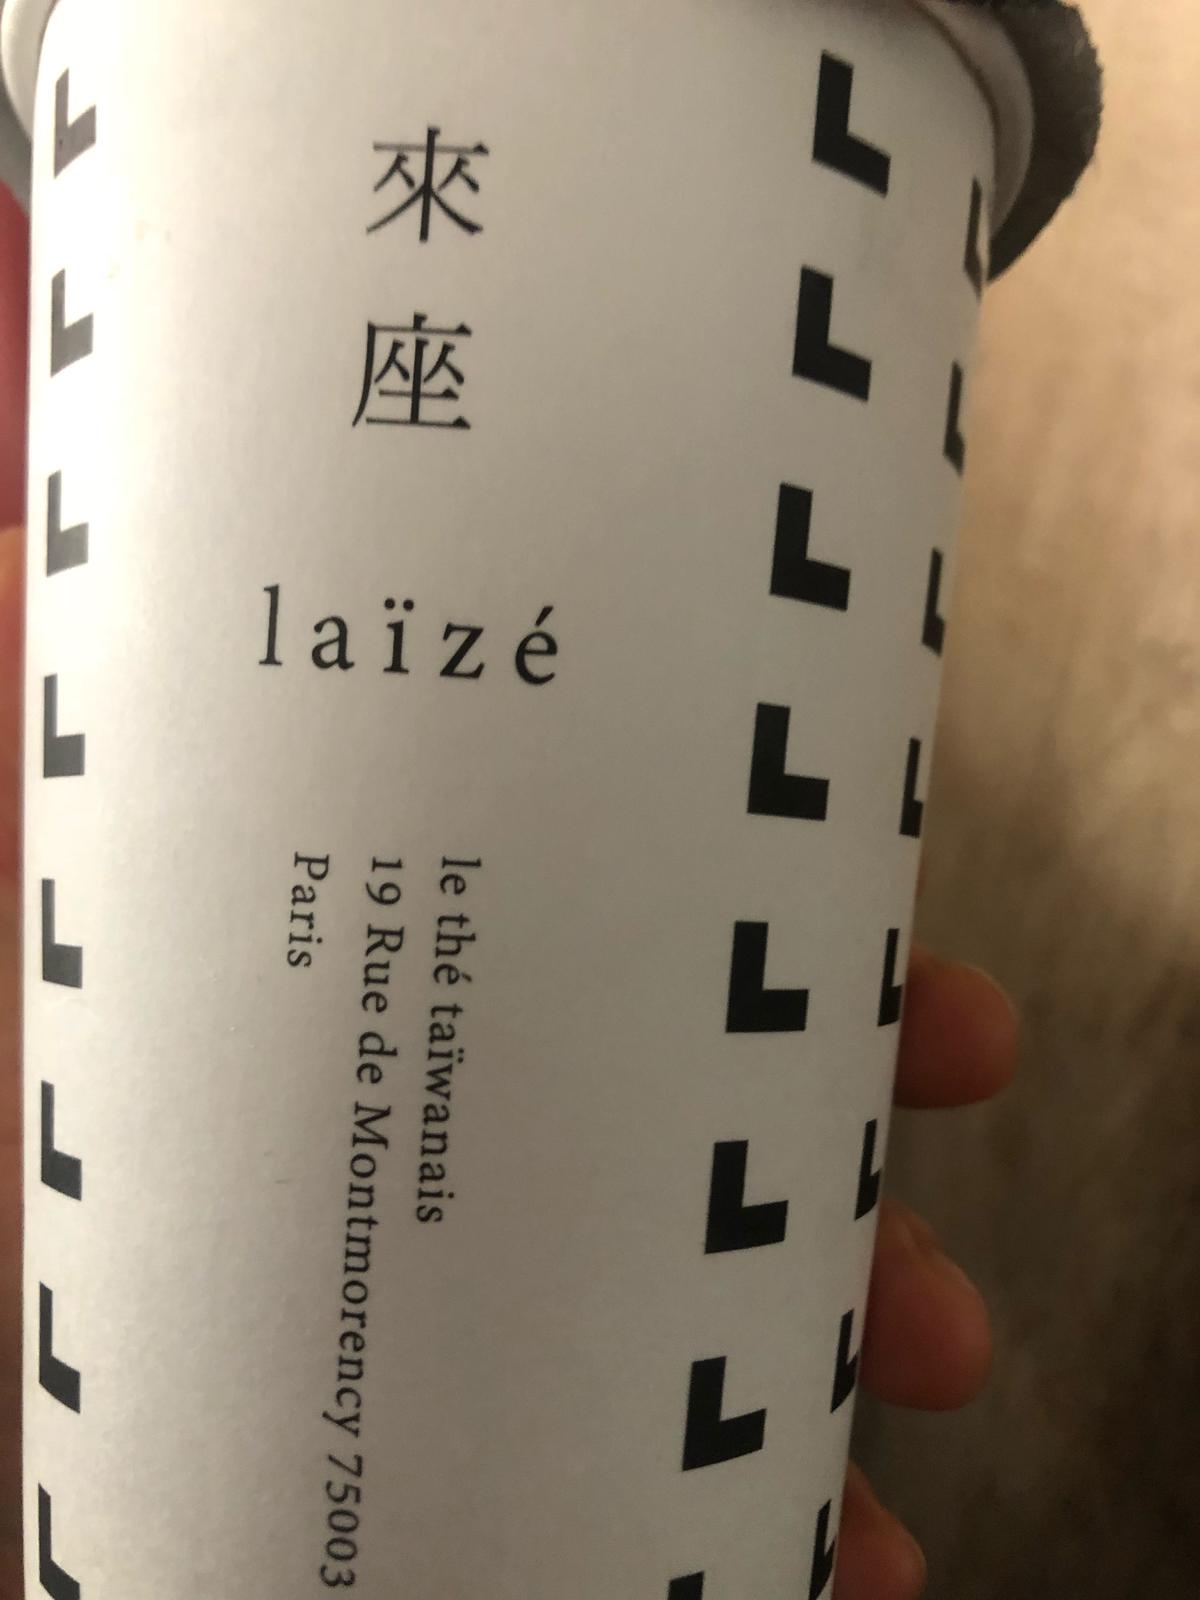 來座
laïzé
le thé taïwanais
19 Rue de Montmorency 75003
Paris